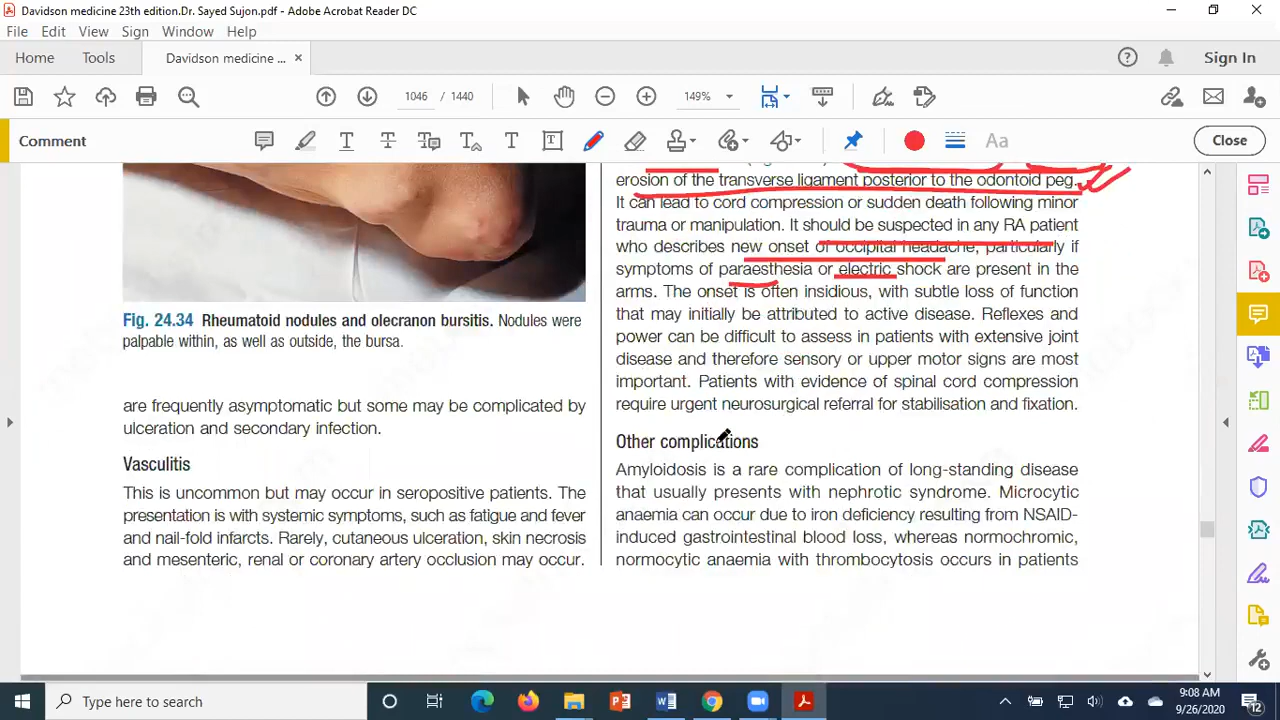 Davidson medicine 23th edition.Dr. Sayed Sujon.pdf - Adobe Acrobat Reader DC
File Edit View Sign Window Help
Home Tools Davidson medicine ... × Sign In
1046 / 1440 149%
Comment Close
erosion of the transverse ligament posterior to the odontoid peg.
It can lead to cord compression or sudden death following minor
trauma or manipulation. It should be suspected in any RA patient
who describes new onset of occipital headache, particularly if
symptoms of paraesthesia or electric shock are present in the
arms. The onset is often insidious, with subtle loss of function
that may initially be attributed to active disease. Reflexes and
power can be difficult to assess in patients with extensive joint
disease and therefore sensory or upper motor signs are most
important. Patients with evidence of spinal cord compression
require urgent neurosurgical referral for stabilisation and fixation.
Other complications
Amyloidosis is a rare complication of long-standing disease
that usually presents with nephrotic syndrome. Microcytic
anaemia can occur due to iron deficiency resulting from NSAID-
induced gastrointestinal blood loss, whereas normochromic,
normocytic anaemia with thrombocytosis occurs in patients
Fig. 24.34 Rheumatoid nodules and olecranon bursitis. Nodules were
palpable within, as well as outside, the bursa.
are frequently asymptomatic but some may be complicated by
ulceration and secondary infection.
Vasculitis
This is uncommon but may occur in seropositive patients. The
presentation is with systemic symptoms, such as fatigue and fever
and nail-fold infarcts. Rarely, cutaneous ulceration, skin necrosis
and mesenteric, renal or coronary artery occlusion may occur.
Type here to search
9:08 AM
9/26/2020
12